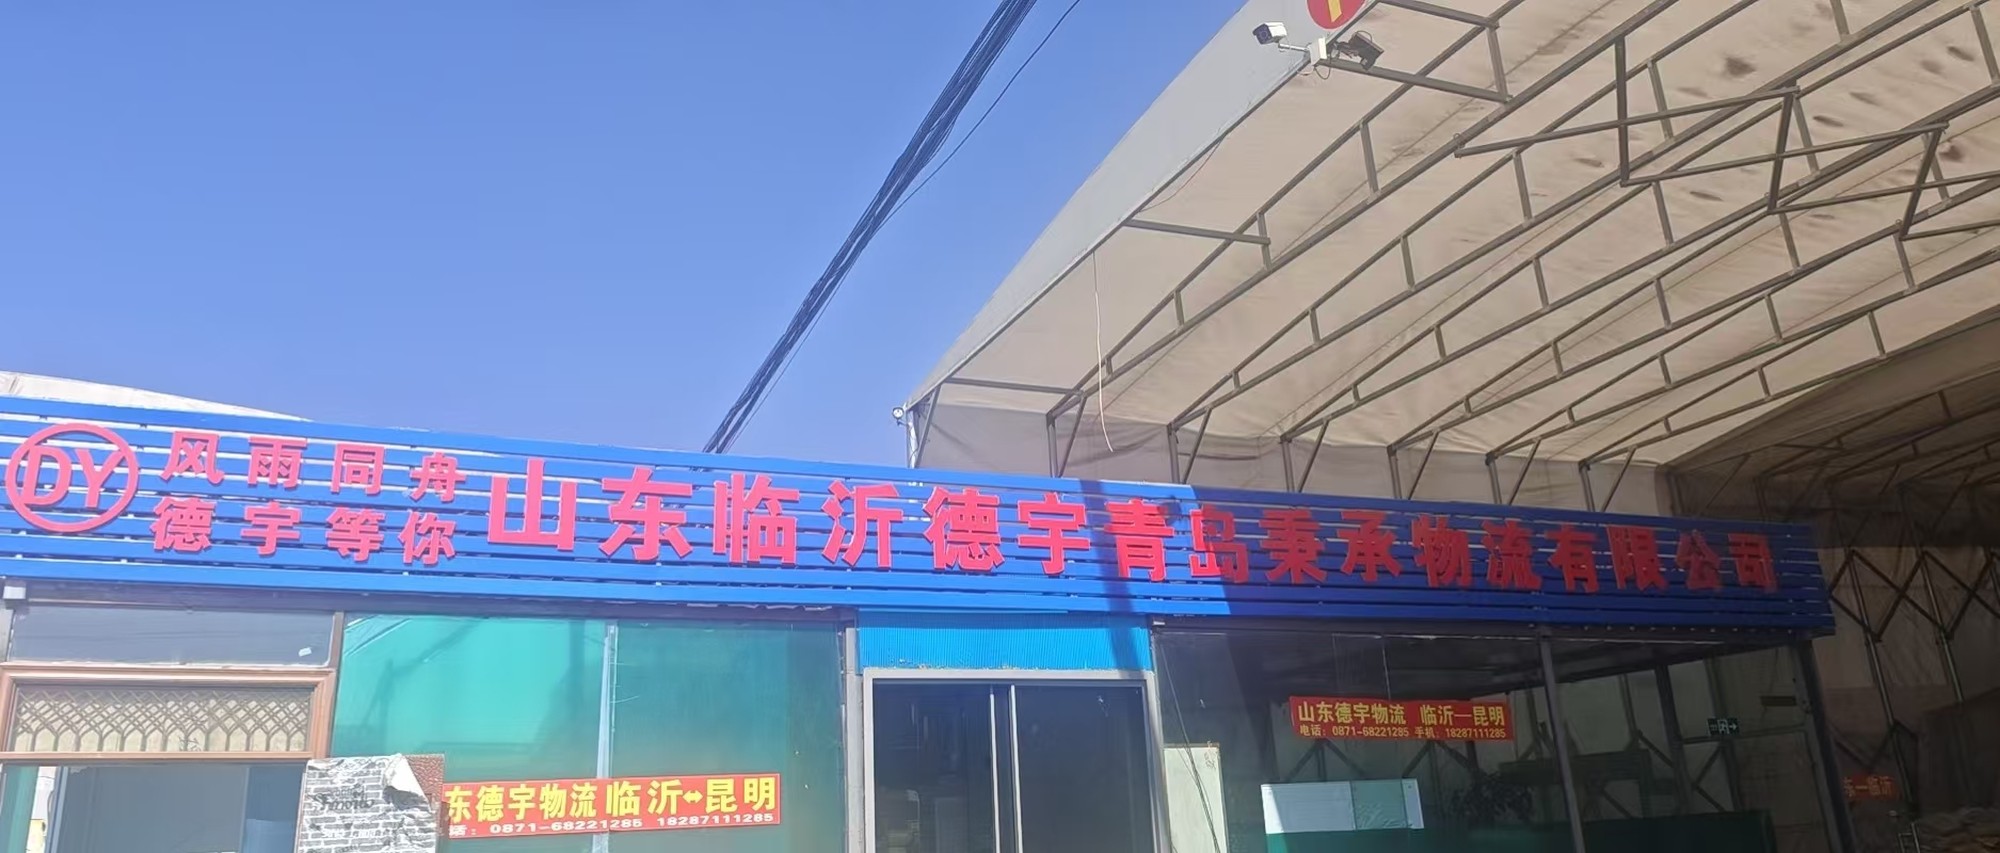 DY
风雨同舟
德宇等你
山东临沂德宇青岛秉承物流有限公司
山东德宇物流 临沂—昆明
电话：0871-68221285 手机：18287111285
东德宇物流 临沂↔昆明
话：0871-68221285 18287111285